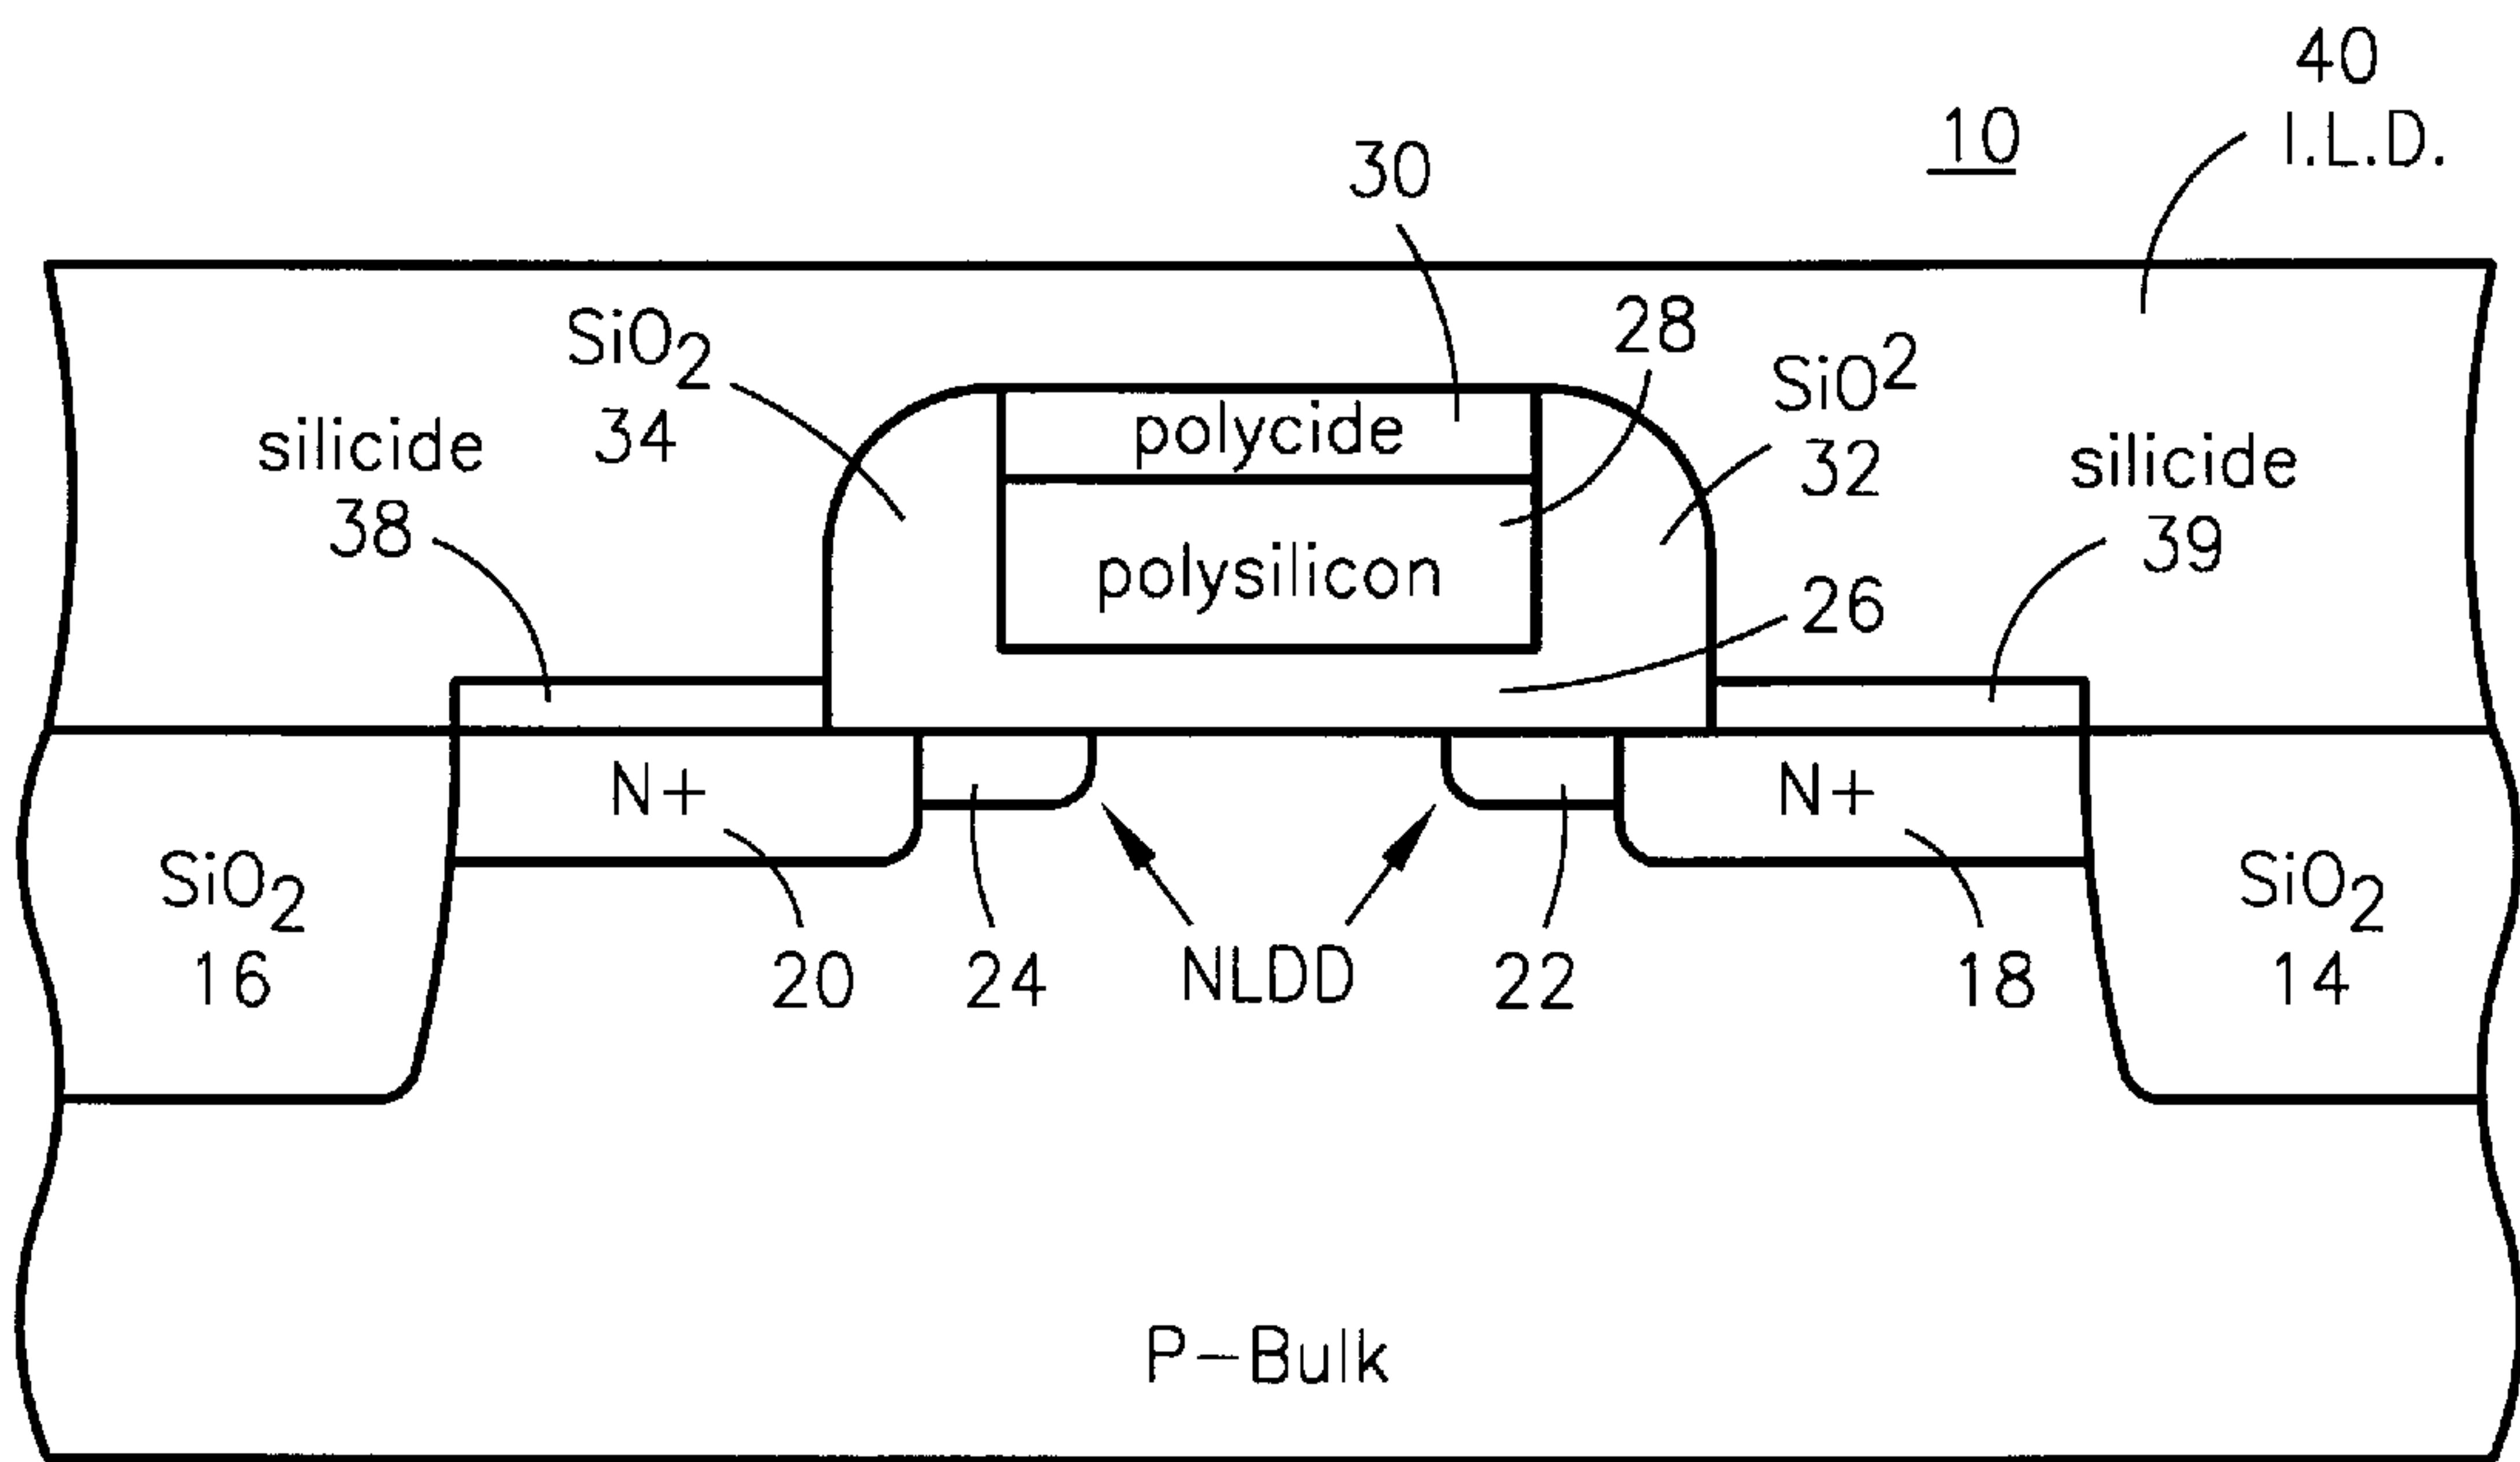 40
I.L.D.
10
30
SiO₂
34
28
SiO²
32
polycide
silicide
38
silicide
39
polysilicon
26
N+
N+
SiO₂
16
20
24
NLDD
22
18
SiO₂
14
P-Bulk